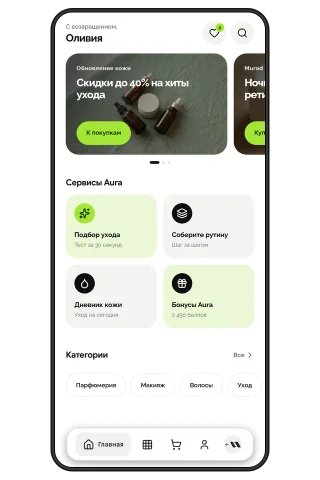 С возвращением,
Оливия
2
Обновление кожи
Скидки до 40% на хиты
ухода
К покупкам
Murad
Сервисы Aura
Подбор ухода
Тест за 30 секунд
Соберите рутину
Шаг за шагом
Дневник кожи
Уход на сегодня
Бонусы Aura
2 450 баллов
Категории
Все
Парфюмерия
Макияж
Волосы
Уход
Главная